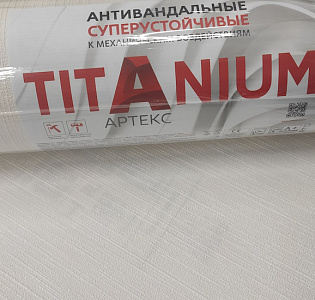 АНТИВАНДАЛЬНЫЕ
СУПЕРУСТОЙЧИВЫЕ
К МЕХАНИЧЕСКИМ ВОЗДЕЙСТВИЯМ
TITANIUM
АРТЕКС